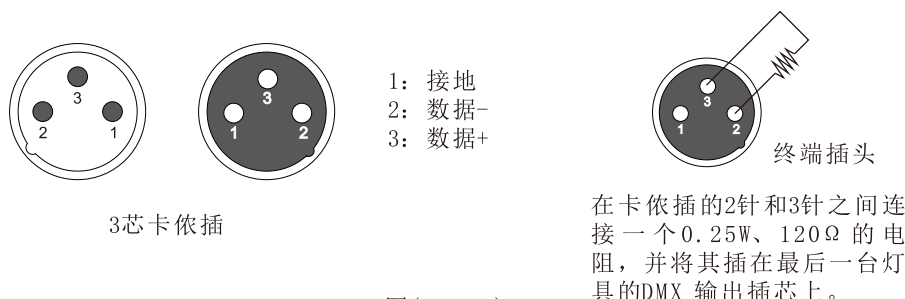 3
2
1
3
1
2
3芯卡侬插
1: 接地
2: 数据-
3: 数据+
3
1
2
终端插头
在卡侬插的2针和3针之间连
接一个0.25W、120Ω的电
阻，并将其插在最后一台灯
具的DMX 输出插芯上。